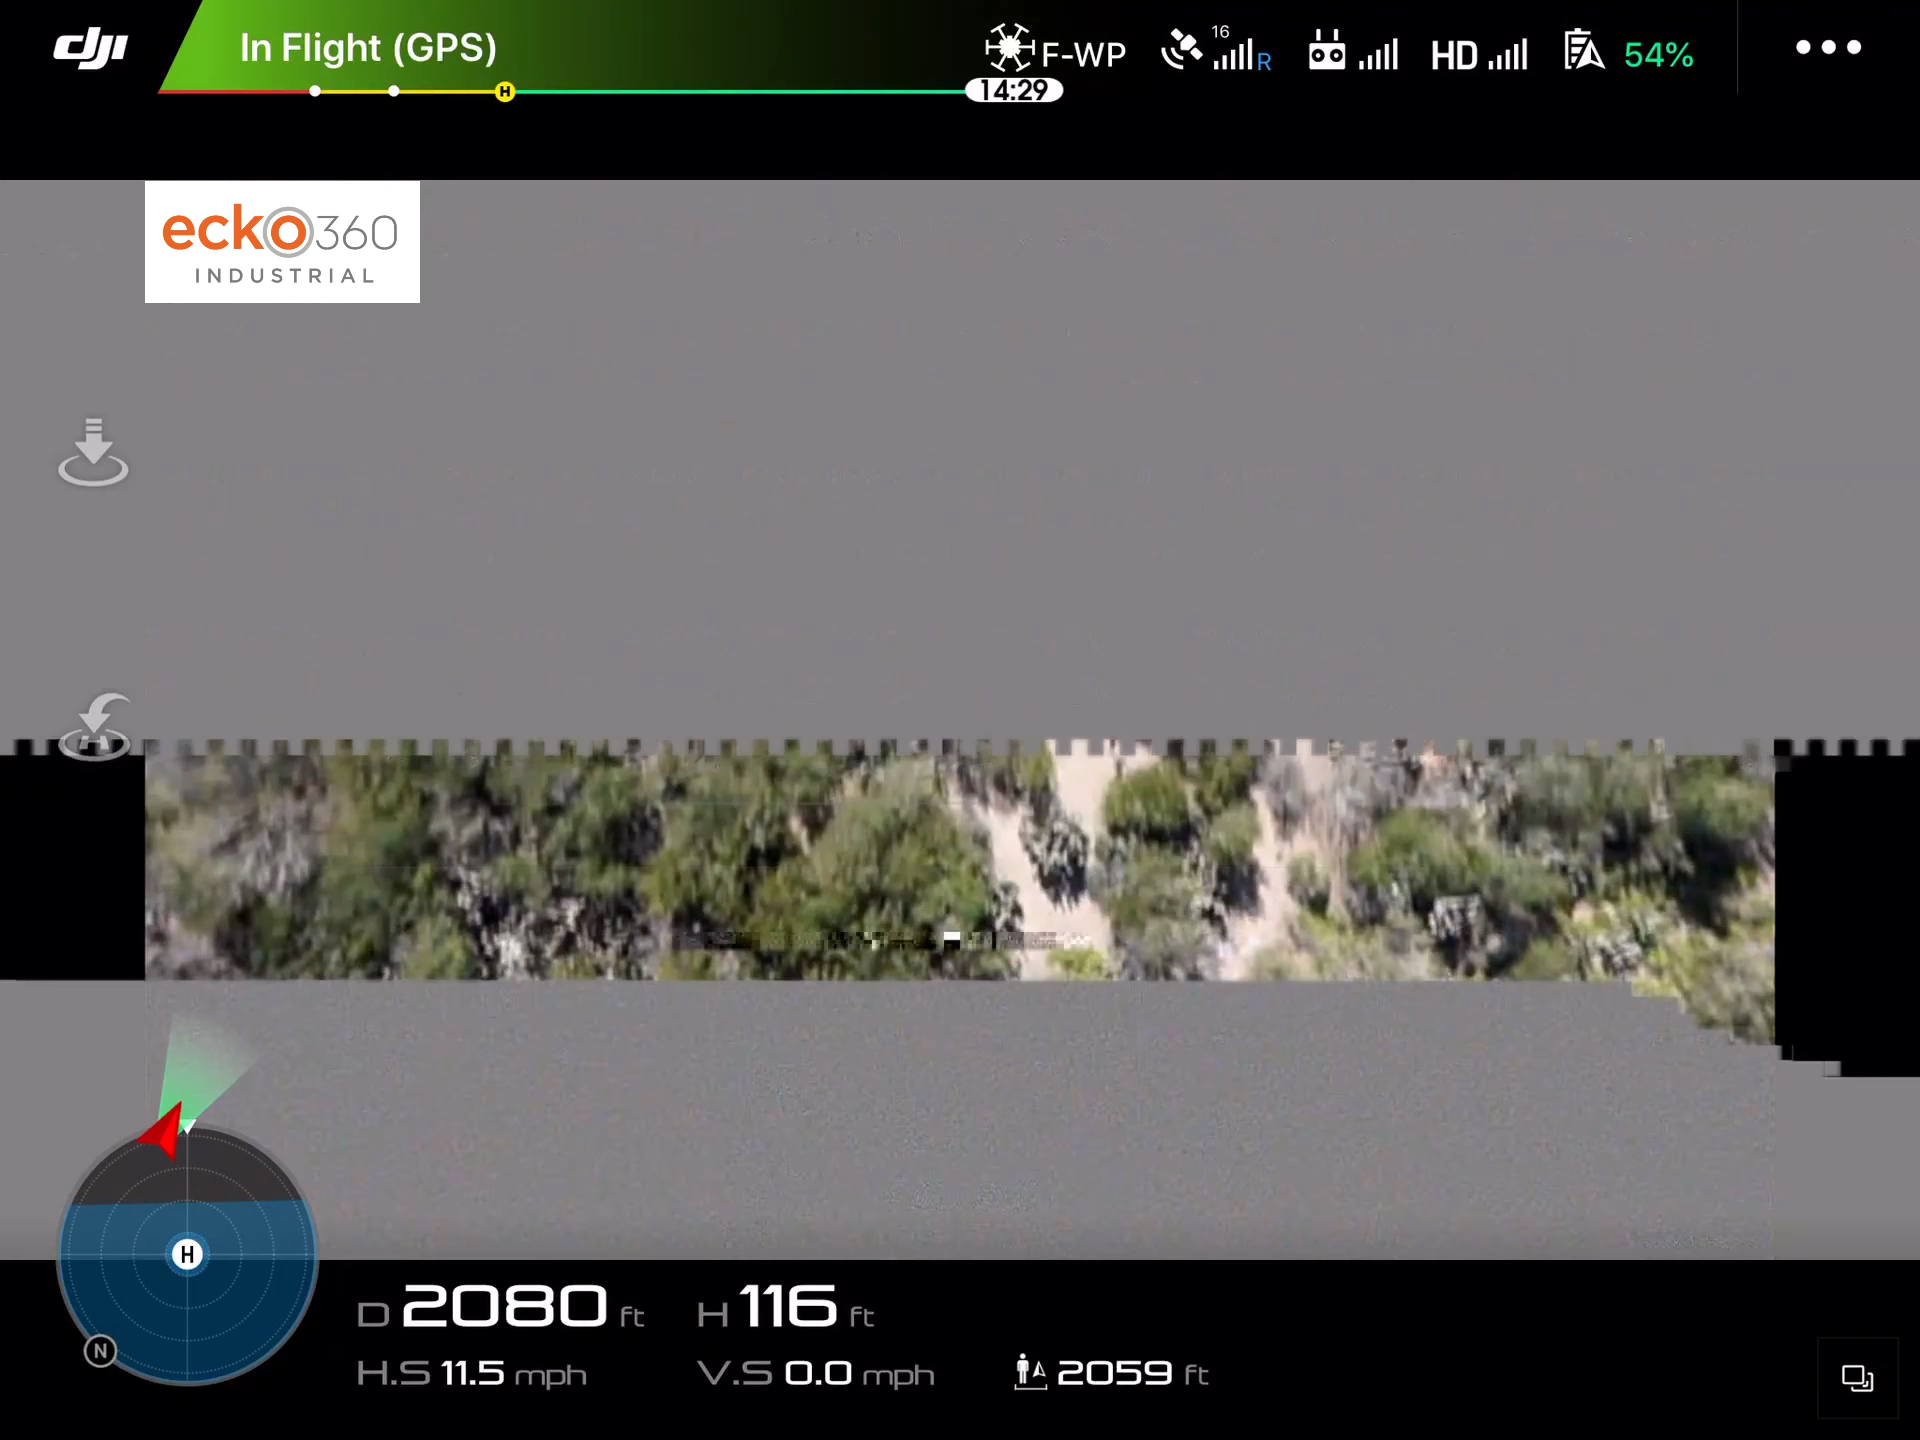 dji In Flight (GPS) F-WP 16 R HD 54%
H 14:29
ecko360
INDUSTRIAL
H
N
D 2080 ft H 116 ft
H.S 11.5 mph V.S 0.0 mph 2059 ft